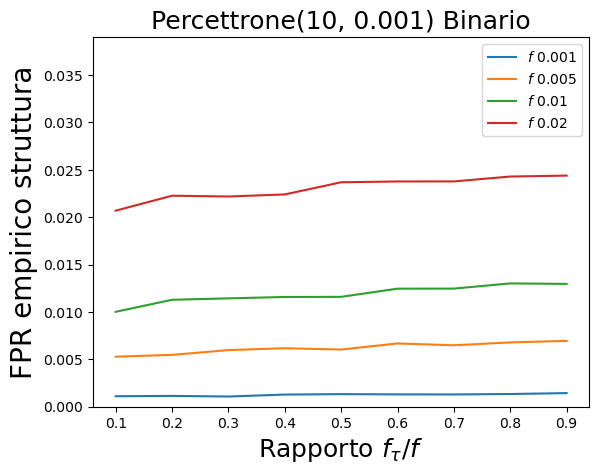 Percettrone(10, 0.001) Binario
FPR empirico struttura
0.035
0.030
0.025
0.020
0.015
0.010
0.005
0.000
f 0.001
f 0.005
f 0.01
f 0.02
0.1 0.2 0.3 0.4 0.5 0.6 0.7 0.8 0.9
Rapporto fτ/f